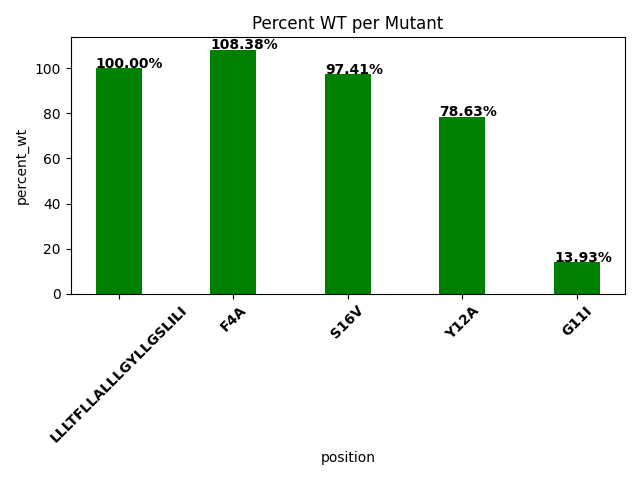 Percent WT per Mutant
percent_wt
100
80
60
40
20
0
100.00%
108.38%
97.41%
78.63%
13.93%
LLLTFLLALLLGYLLGSLILI
F4A
S16V
Y12A
G11I
position